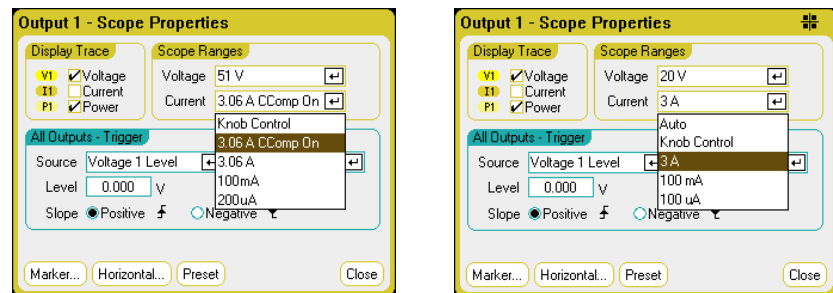 Output 1 - Scope Properties
Display Trace
V1 Voltage
I1 Current
P1 Power
Scope Ranges
Voltage 51 V
Current 3.06 A CComp On
Knob Control
3.06 A CComp On
3.06 A
100mA
200uA
All Outputs - Trigger
Source Voltage 1 Level
Level 0.000 V
Slope Positive Negative
Marker... Horizontal... Preset Close
Output 1 - Scope Properties
Display Trace
V1 Voltage
I1 Current
P1 Power
Scope Ranges
Voltage 20 V
Current 3 A
Auto
Knob Control
3 A
100 mA
100 uA
All Outputs - Trigger
Source Voltage 1 Level
Level 0.000 V
Slope Positive Negative
Marker... Horizontal... Preset Close